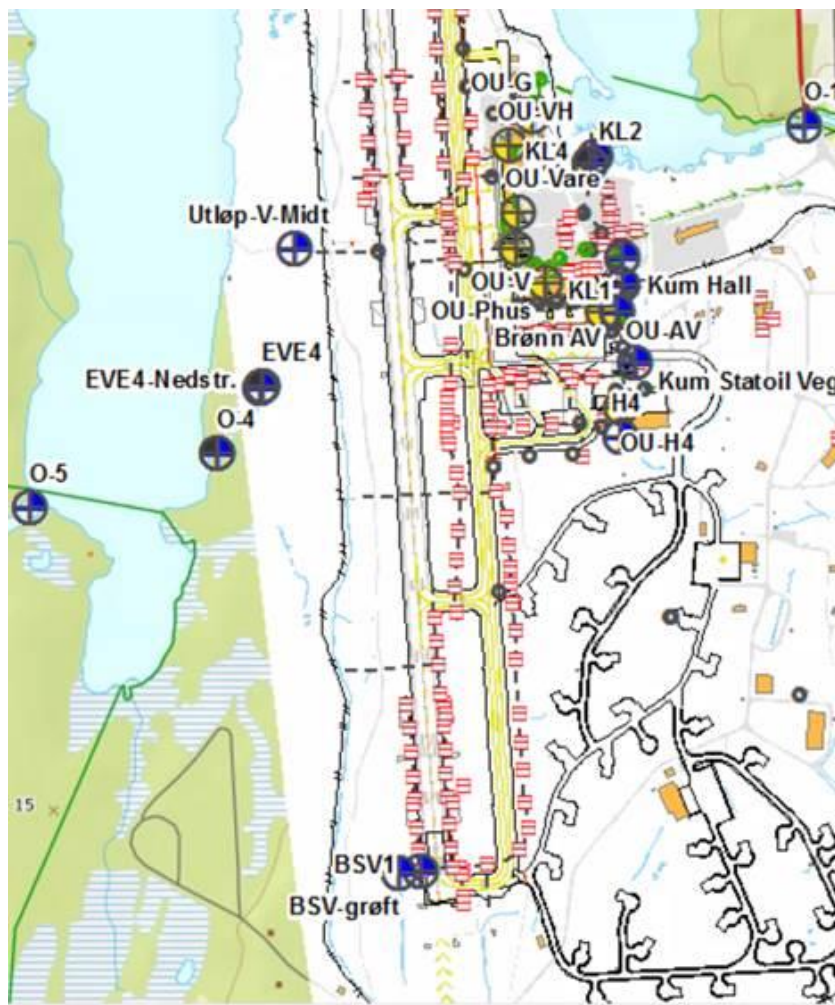 OU-G
O-1
OU-VH
KL2
KL4
OU-Vare
Utløp-V-Midt
OU-V
KL1
Kum Hall
OU-Phus
Brønn AV
OU-AV
EVE4
EVE4-Nedstr.
Kum Statoil Veg
H4
O-4
OU-H4
O-5
15
BSV1
BSV-grøft